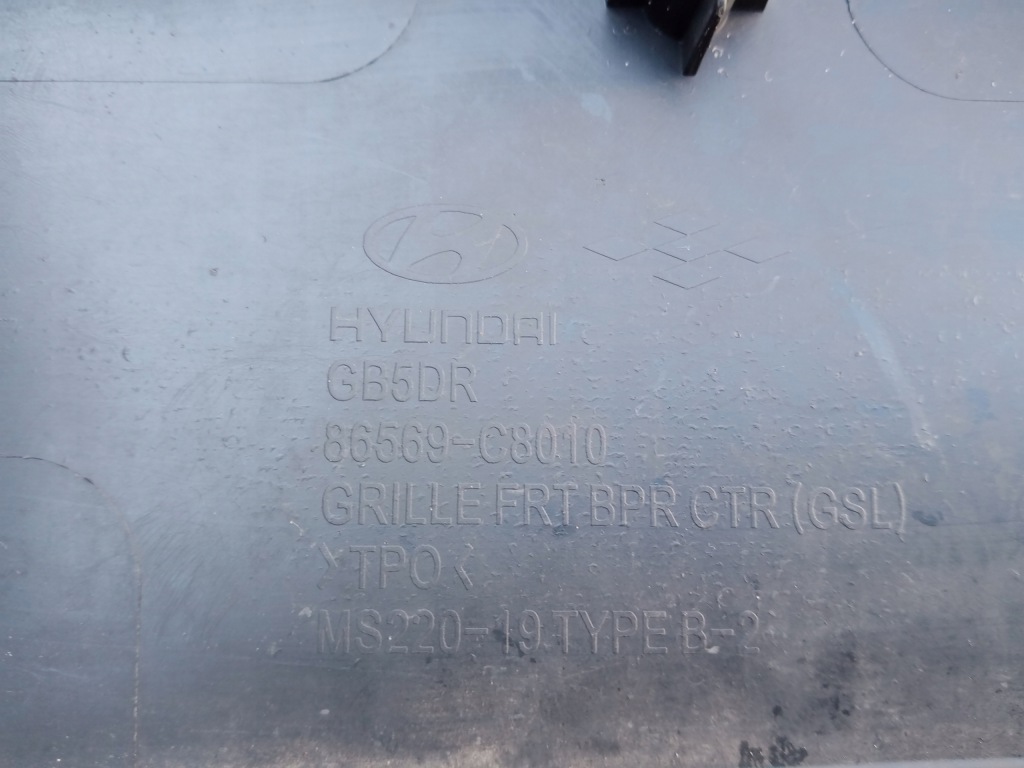 HYUNDAI
GB5DR
86569-C8010
GRILLE FRT BPR CTR (GSL)
>TPO<
MS220-19 TYPE B-2